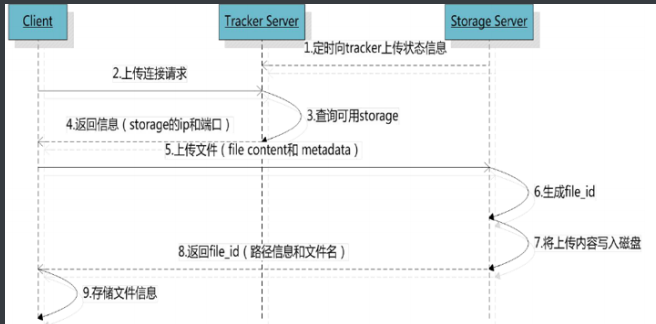 Client
Tracker Server
Storage Server
1.定时向tracker上传状态信息
2.上传连接请求
3.查询可用storage
4.返回信息（storage的ip和端口）
5.上传文件（file content和 metadata）
6.生成file_id
7.将上传内容写入磁盘
8.返回file_id（路径信息和文件名）
9.存储文件信息